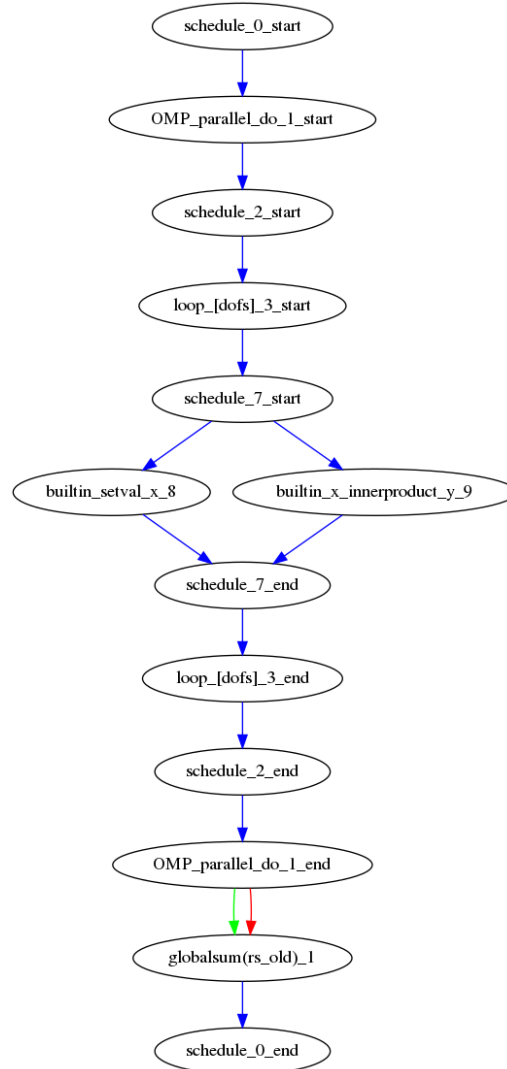 schedule_0_start
OMP_parallel_do_1_start
schedule_2_start
loop_[dofs]_3_start
schedule_7_start
builtin_setval_x_8
builtin_x_innerproduct_y_9
schedule_7_end
loop_[dofs]_3_end
schedule_2_end
OMP_parallel_do_1_end
globalsum(rs_old)_1
schedule_0_end